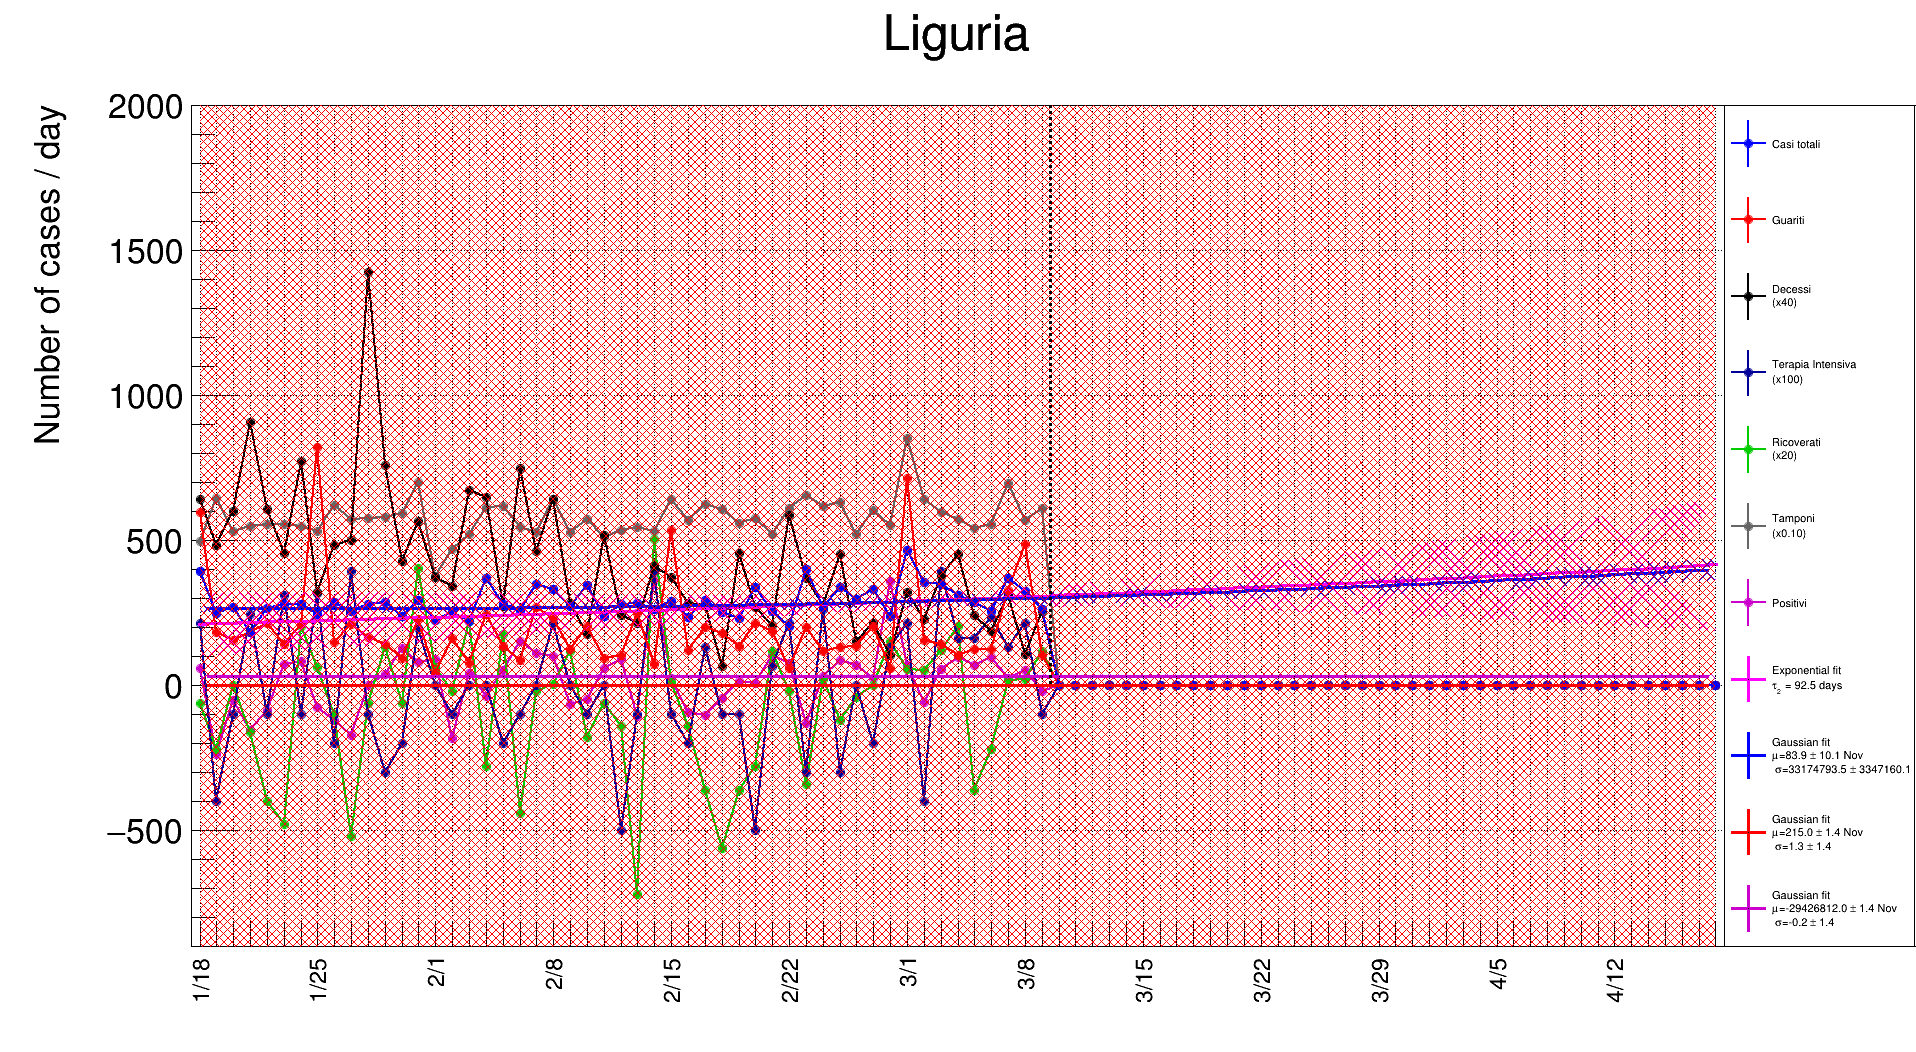 Liguria
Number of cases / day
2000
1500
1000
500
0
−500
1/18
1/25
2/1
2/8
2/15
2/22
3/1
3/8
3/15
3/22
3/29
4/5
4/12
Casi totali
Guariti
Decessi
(x40)
Terapia Intensiva
(x100)
Ricoverati
(x20)
Tamponi
(x0.10)
Positivi
Exponential fit
τ2 = 92.5 days
Gaussian fit
μ=83.9 ± 10.1 Nov
σ=33174793.5 ± 3347160.1
Gaussian fit
μ=215.0 ± 1.4 Nov
σ=1.3 ± 1.4
Gaussian fit
μ=-29426812.0 ± 1.4 Nov
σ=-0.2 ± 1.4